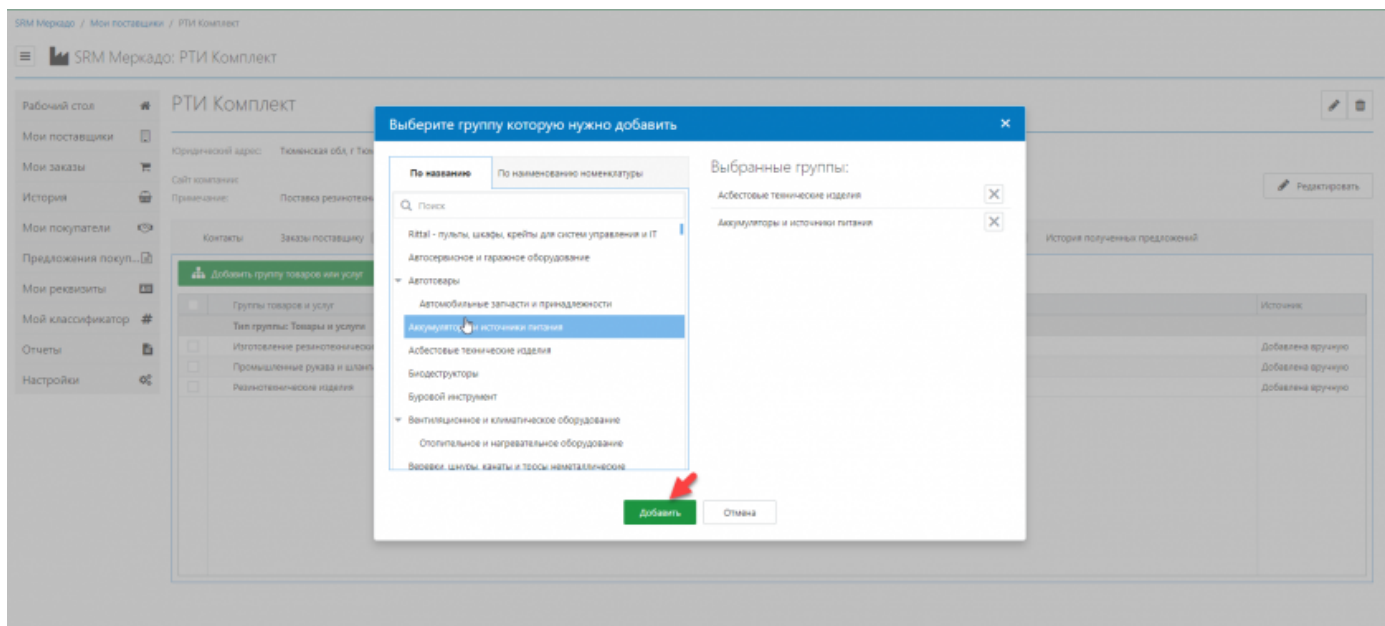 SRM Меркадо / Мои поставщики / РТИ Комплект
SRM Меркадо: РТИ Комплект
Рабочий стол
Мои поставщики
Мои заказы
История
Мои покупатели
Предложения покуп...
Мои реквизиты
Мой классификатор
Отчеты
Настройки
РТИ Комплект
Юридический адрес: Тюменская обл, г Тюм
Сайт компании:
Примечание: Поставка резинотехн
Редактировать
Контакты Заказы поставщику История полученных предложений
Добавить группу товаров или услуг
Группы товаров и услуг Источник
Тип группы: Товары и услуги
Изготовление резинотехнически Добавлена вручную
Промышленные рукава и шланги Добавлена вручную
Резинотехнические изделия Добавлена вручную
Выберите группу которую нужно добавить
По названию По наименованию номенклатуры
Поиск
Rittal - пульты, шкафы, крейты для систем управления и IT
Автосервисное и гаражное оборудование
Автотовары
Автомобильные запчасти и принадлежности
Аккумуляторы и источники питания
Асбестовые технические изделия
Биодеструкторы
Буровой инструмент
Вентиляционное и климатическое оборудование
Отопительное и нагревательное оборудование
Веревки, шнуры, канаты и тросы неметаллические
Выбранные группы:
Асбестовые технические изделия
Аккумуляторы и источники питания
Добавить Отмена